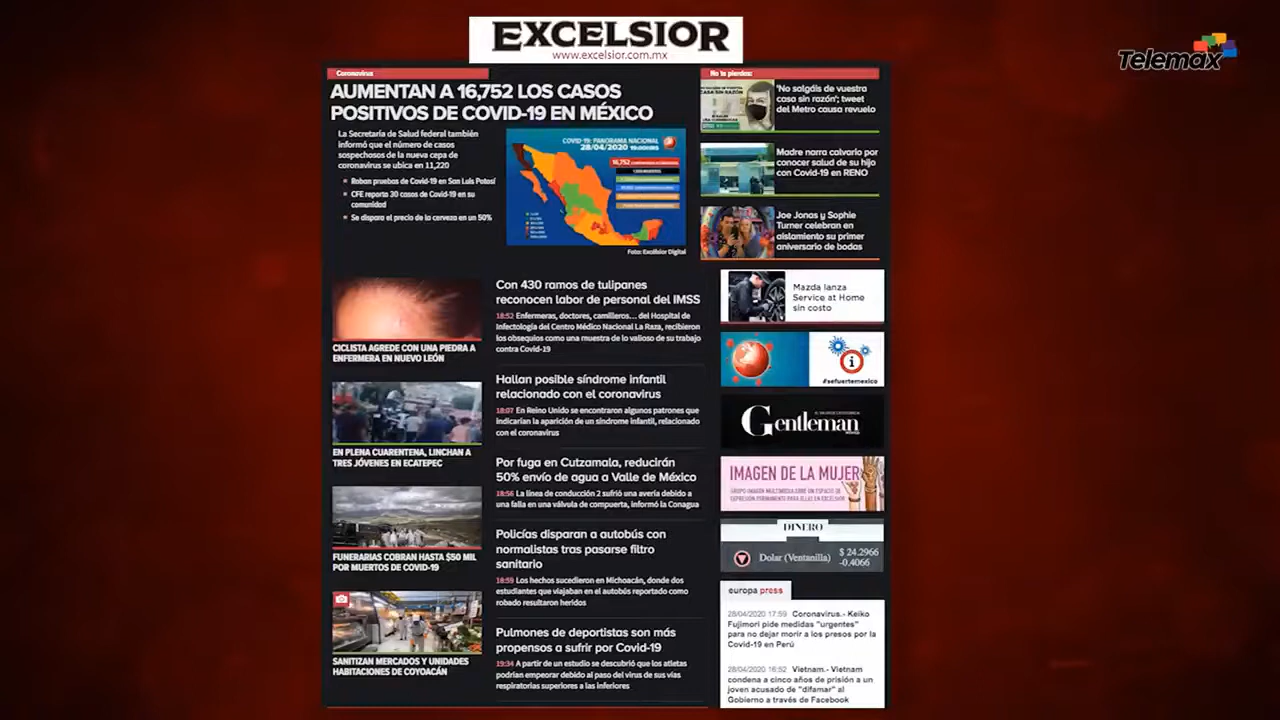 EXCELSIOR
www.excelsior.com.mx
Telemax
Coronavirus
AUMENTAN A 16,752 LOS CASOS
POSITIVOS DE COVID-19 EN MÉXICO
La Secretaría de Salud federal también
informó que el número de casos
sospechosos de la nueva cepa de
coronavirus se ubica en 11,220
Roban pruebas de Covid-19 en San Luis Potosí
CFE reporta 30 casos de Covid-19 en su
comunidad
Se dispara el precio de la cerveza en un 50%
COVID-19: PANORAMA NACIONAL
28/04/2020
16,752
Foto: Excélsior Digital
No te pierdas:
CASA SIN RAZÓN
'No salgáis de vuestra
casa sin razón'; tweet
del Metro causa revuelo
Madre narra calvario por
conocer salud de su hijo
con Covid-19 en RENO
Joe Jonas y Sophie
Turner celebran en
aislamiento su primer
aniversario de bodas
CICLISTA AGREDE CON UNA PIEDRA A
ENFERMERA EN NUEVO LEÓN
EN PLENA CUARENTENA, LINCHAN A
TRES JÓVENES EN ECATEPEC
FUNERARIAS COBRAN HASTA $50 MIL
POR MUERTOS DE COVID-19
SANITIZAN MERCADOS Y UNIDADES
HABITACIONES DE COYOACÁN
Con 430 ramos de tulipanes
reconocen labor de personal del IMSS
18:52 Enfermeras, doctores, camilleros... del Hospital de
Infectología del Centro Médico Nacional La Raza, recibieron
los obsequios como una muestra de lo valioso de su trabajo
contra Covid-19
Hallan posible síndrome infantil
relacionado con el coronavirus
18:07 En Reino Unido se encontraron algunos patrones que
indicarían la aparición de un síndrome infantil, relacionado
con el coronavirus
Por fuga en Cutzamala, reducirán
50% envío de agua a Valle de México
18:56 La línea de conducción 2 sufrió una avería debido a
una falla en una válvula de compuerta, informó la Conagua
Policías disparan a autobús con
normalistas tras pasarse filtro
sanitario
18:59 Los hechos sucedieron en Michoacán, donde dos
estudiantes que viajaban en el autobús reportado como
robado resultaron heridos
Pulmones de deportistas son más
propensos a sufrir por Covid-19
19:34 A partir de un estudio se descubrió que los atletas
podrían empeorar debido al paso del virus de sus vías
respiratorias superiores a las inferiores
Mazda lanza
Service at Home
sin costo
#sefuertemexico
Gentleman
IMAGEN DE LA MUJER
DINERO
Dolar (Ventanilla)
$ 24.2966
-0.4066
europa press
28/04/2020 17:59 Coronavirus.- Keiko
Fujimori pide medidas "urgentes"
para no dejar morir a los presos por la
Covid-19 en Perú
28/04/2020 16:52 Vietnam.- Vietnam
condena a cinco años de prisión a un
joven acusado de "difamar" al
Gobierno a través de Facebook